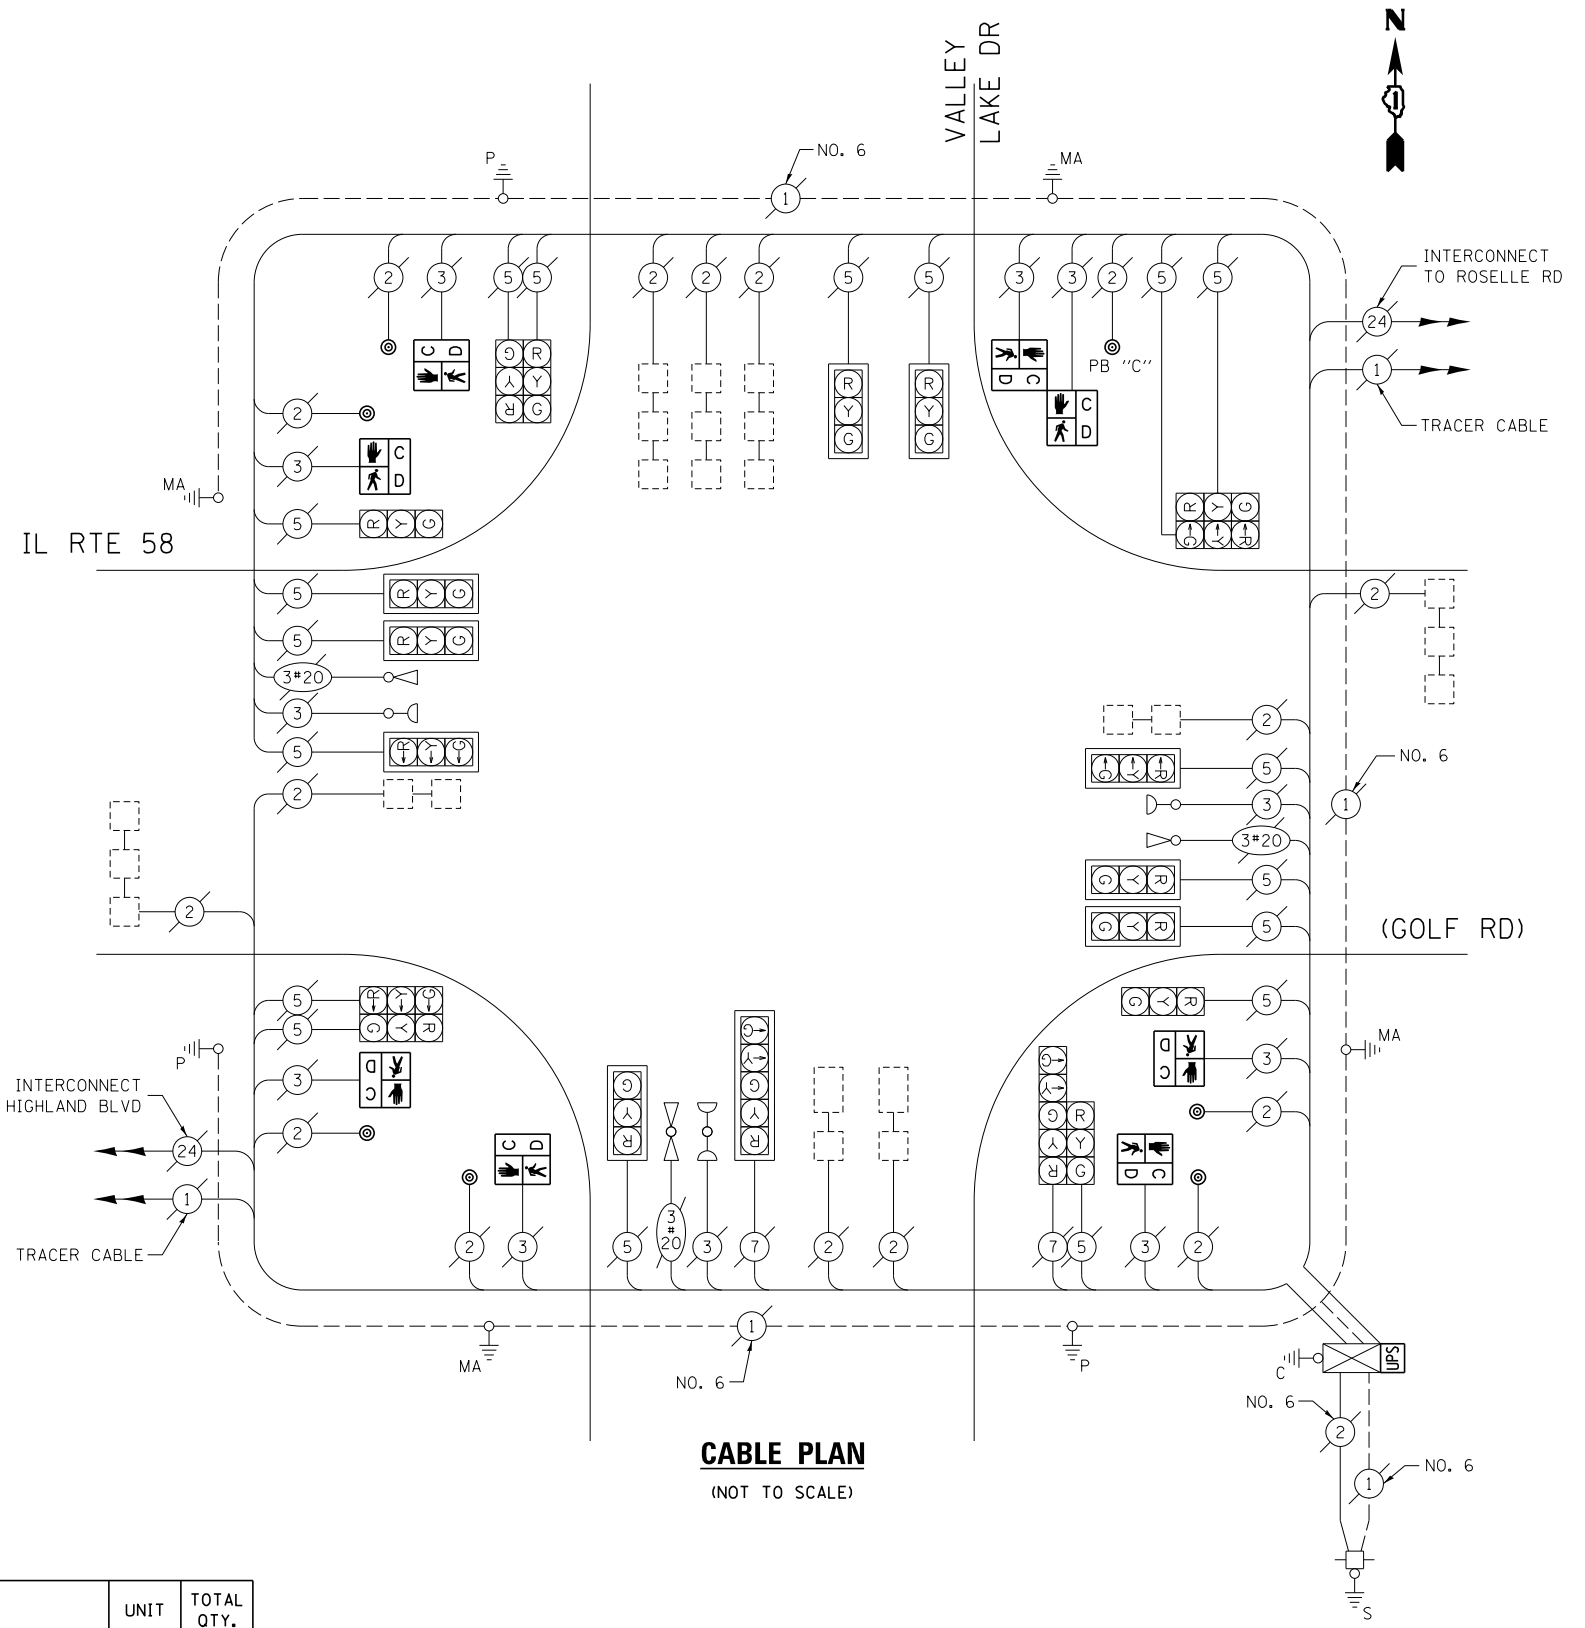 N
VALLEY
LAKE DR
1
P
1
NO. 6
MA
INTERCONNECT
TO ROSELLE RD
24
1
TRACER CABLE
2 3 5 5 2 2 2 5 5 3 3 2 5 5
C D
G R
Y Y
R G
R
Y
G
R
Y
G
D C
PB "C"
C
D
R Y G
G Y R
2
3
C
D
5
R Y G
MA
IL RTE 58
5
R Y G
5
R Y G
3#20
3
5
R Y G
2
2
2
2
5
G Y R
3
3#20
5
G Y R
5
G Y R
NO. 6
1
(GOLF RD)
5
R Y G
5
G Y R
3
D
C
2
P
INTERCONNECT
HIGHLAND BLVD
24
1
TRACER CABLE
5
G Y R
3
D
C
2
MA
C D
G
Y
R
G
Y
G
Y
R
G
Y
G R
Y Y
R G
D C
2 3 5 3#20 3 7 2 2 7 5 3 2
MA
1
NO. 6
P
C
UPS
NO. 6
2
1
NO. 6
S
CABLE PLAN
(NOT TO SCALE)
UNIT
TOTAL
QTY.